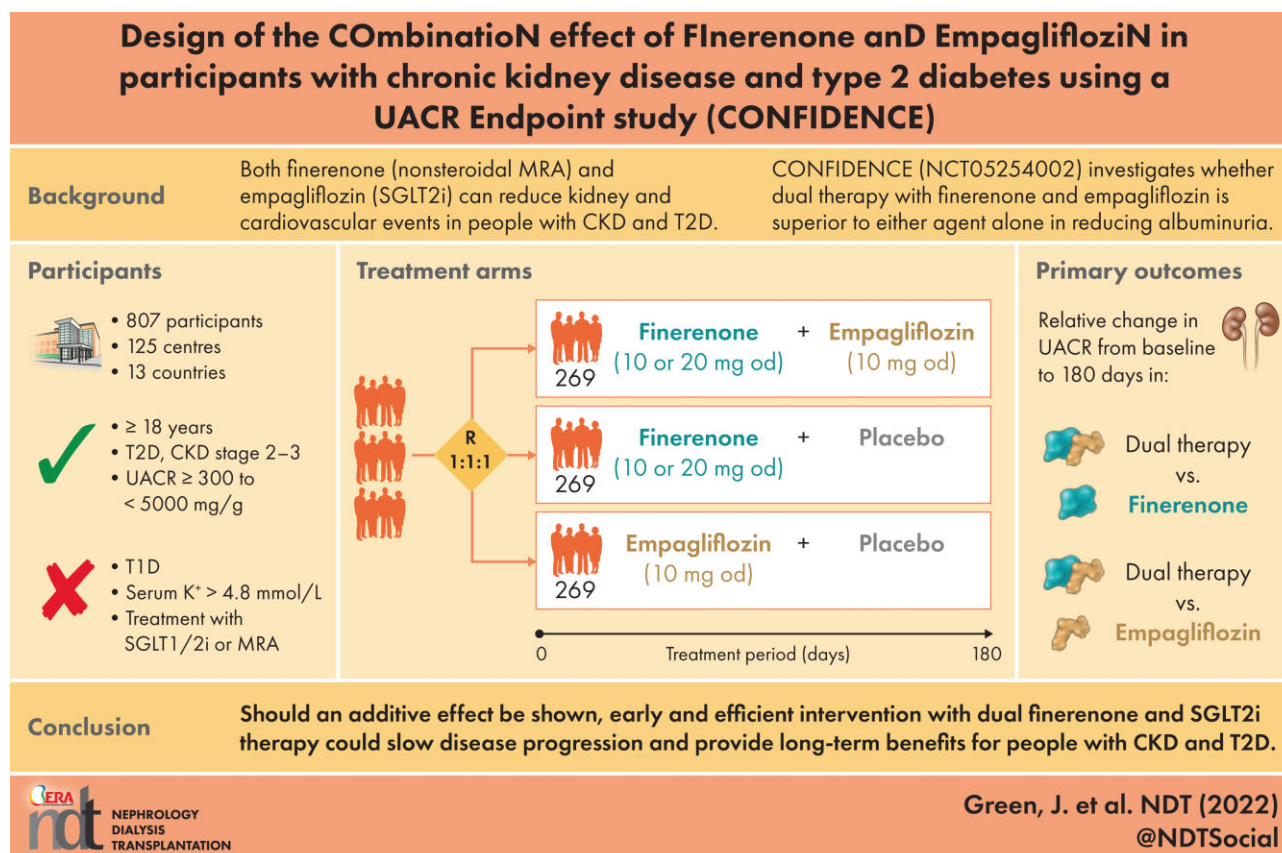 Design of the COmbinatioN effect of FInerenone anD EmpaglifloziN in
participants with chronic kidney disease and type 2 diabetes using a
UACR Endpoint study (CONFIDENCE)
Background
Both finerenone (nonsteroidal MRA) and
empagliflozin (SGLT2i) can reduce kidney and
cardiovascular events in people with CKD and T2D.
CONFIDENCE (NCT05254002) investigates whether
dual therapy with finerenone and empagliflozin is
superior to either agent alone in reducing albuminuria.
Participants
• 807 participants
• 125 centres
• 13 countries
• ≥ 18 years
• T2D, CKD stage 2–3
• UACR ≥ 300 to
< 5000 mg/g
• T1D
• Serum K⁺ > 4.8 mmol/L
• Treatment with
SGLT1/2i or MRA
Treatment arms
R
1:1:1
269
Finerenone
(10 or 20 mg od)
+
Empagliflozin
(10 mg od)
269
Finerenone
(10 or 20 mg od)
+
Placebo
269
Empagliflozin
(10 mg od)
+
Placebo
0 Treatment period (days) 180
Primary outcomes
Relative change in
UACR from baseline
to 180 days in:
Dual therapy
vs.
Finerenone
Dual therapy
vs.
Empagliflozin
Conclusion
Should an additive effect be shown, early and efficient intervention with dual finerenone and SGLT2i
therapy could slow disease progression and provide long-term benefits for people with CKD and T2D.
ERA
ndt
NEPHROLOGY
DIALYSIS
TRANSPLANTATION
Green, J. et al. NDT (2022)
@NDTSocial